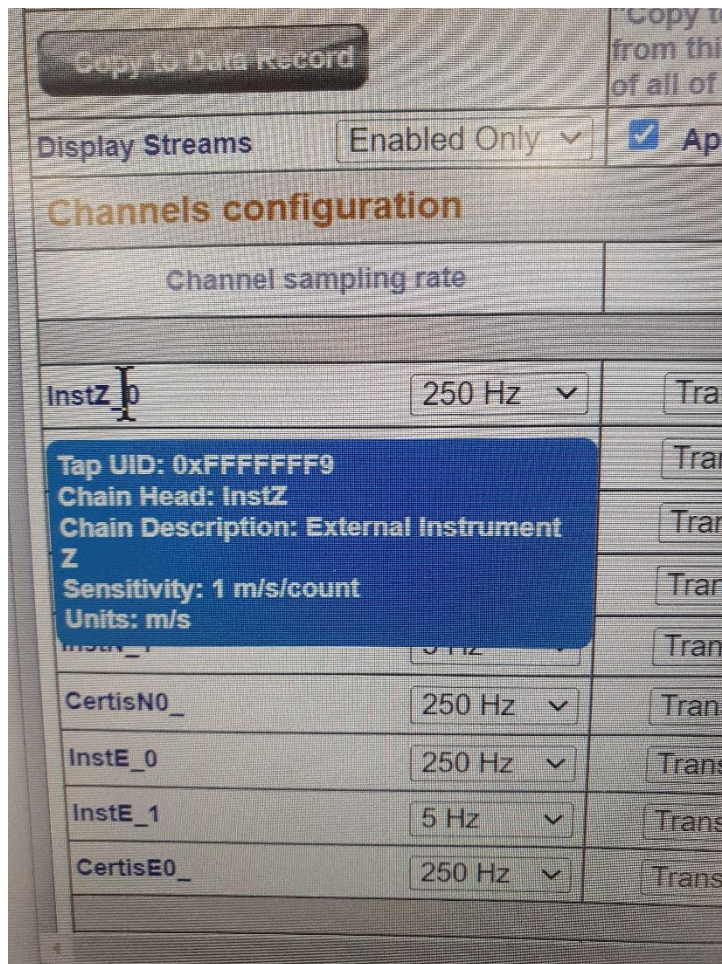 Copy to Data Record
"Copy t
from thi
of all of
Display Streams
Enabled Only
Ap
Channels configuration
Channel sampling rate
InstZ_0
250 Hz
Tra
Tap UID: 0xFFFFFFF9
Chain Head: InstZ
Chain Description: External Instrument
Z
Sensitivity: 1 m/s/count
Units: m/s
Tran
Tran
Tran
Tran
CertisN0_
250 Hz
Tran
InstE_0
250 Hz
Trans
InstE_1
5 Hz
Trans
CertisE0_
250 Hz
Trans